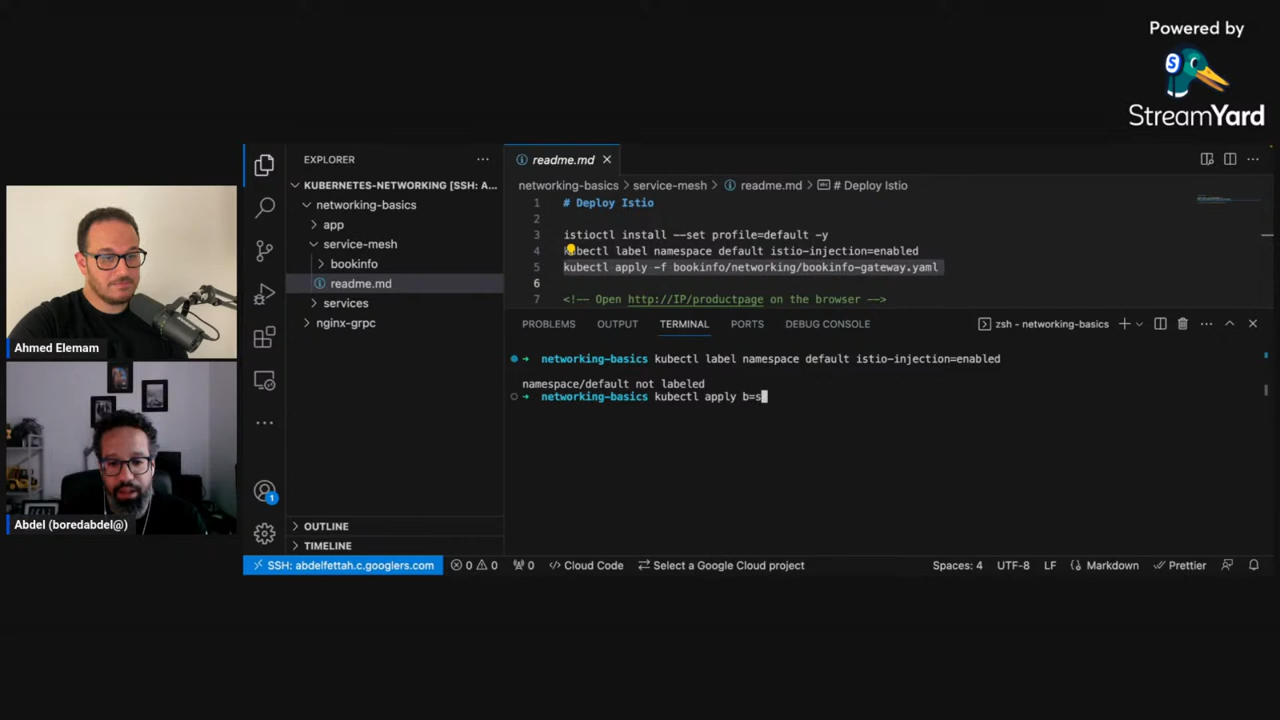 Powered by
S
StreamYard
EXPLORER
readme.md
KUBERNETES-NETWORKING [SSH: A...
networking-basics
app
service-mesh
bookinfo
readme.md
services
nginx-grpc
networking-basics > service-mesh > readme.md > # Deploy Istio
1 # Deploy Istio
2
3 istioctl install --set profile=default -y
4 kubectl label namespace default istio-injection=enabled
5 kubectl apply -f bookinfo/networking/bookinfo-gateway.yaml
6
7 <!-- Open http://IP/productpage on the browser -->
PROBLEMS OUTPUT TERMINAL PORTS DEBUG CONSOLE zsh - networking-basics
networking-basics kubectl label namespace default istio-injection=enabled
namespace/default not labeled
networking-basics kubectl apply b=s
Ahmed Elemam
Abdel (boredabdel@)
1
OUTLINE
TIMELINE
SSH: abdelfettah.c.googlers.com 0 0 0 Cloud Code Select a Google Cloud project Spaces: 4 UTF-8 LF Markdown Prettier